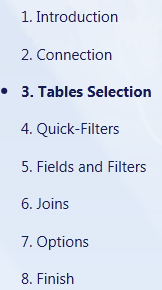 1. Introduction
2. Connection
• 3. Tables Selection
4. Quick-Filters
5. Fields and Filters
6. Joins
7. Options
8. Finish